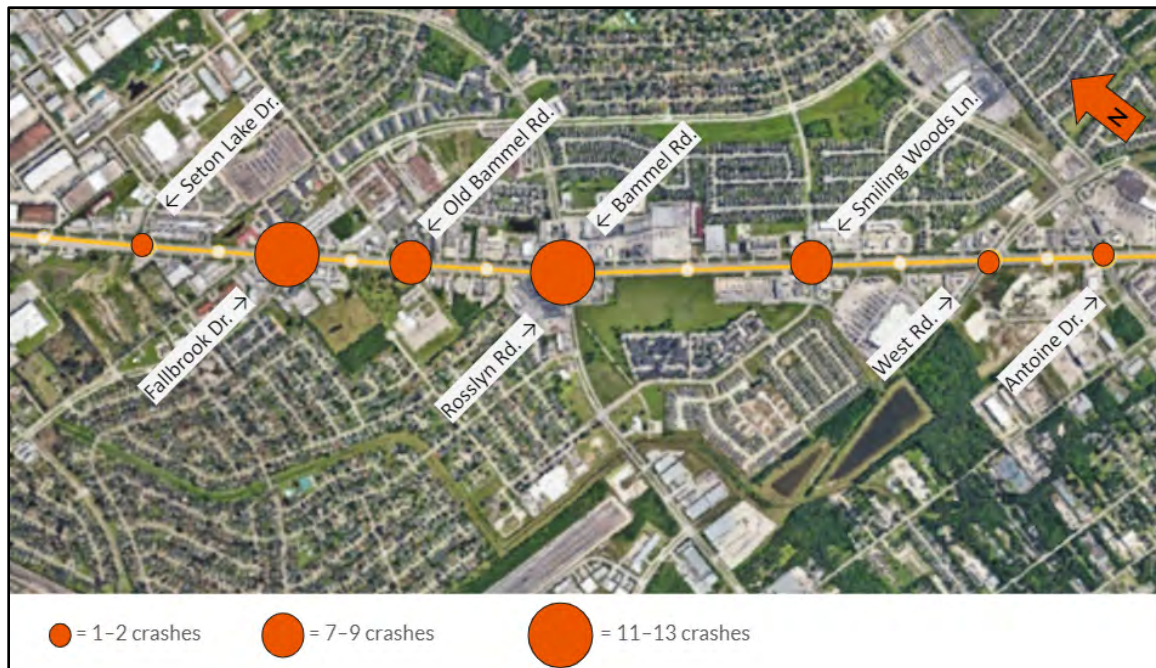 ← Seton Lake Dr.
← Old Bammel Rd.
← Bammel Rd.
← Smiling Woods Ln.
N
Fallbrook Dr. →
Rosslyn Rd. →
West Rd. →
Antoine Dr. →
= 1–2 crashes
= 7–9 crashes
= 11–13 crashes